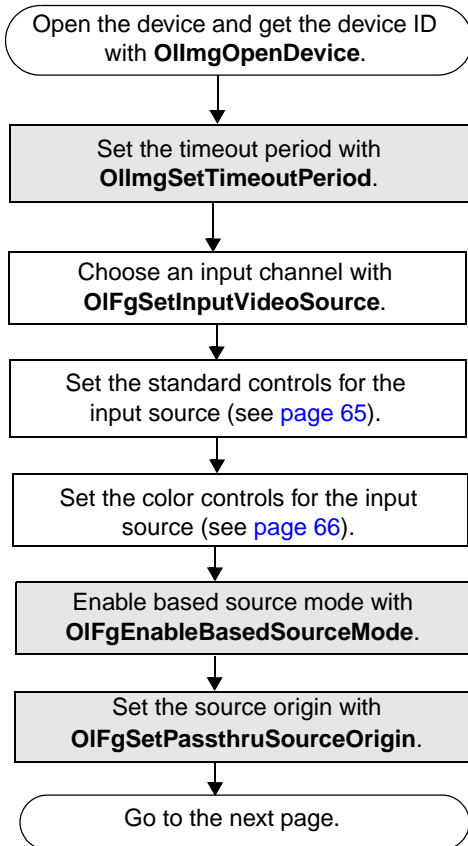 Open the device and get the device ID
with OlImgOpenDevice.
Set the timeout period with
OlImgSetTimeoutPeriod.
Choose an input channel with
OlFgSetInputVideoSource.
Set the standard controls for the
input source (see page 65).
Set the color controls for the input
source (see page 66).
Enable based source mode with
OlFgEnableBasedSourceMode.
Set the source origin with
OlFgSetPassthruSourceOrigin.
Go to the next page.